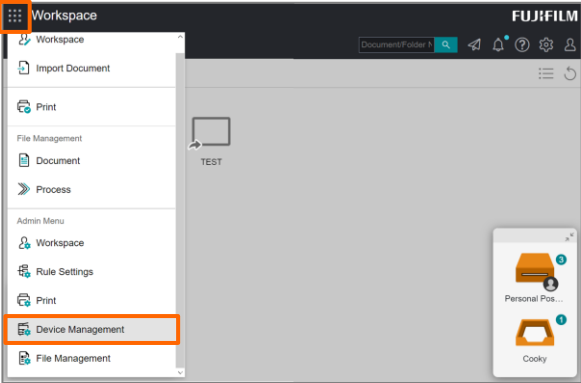 Workspace
FUJIFILM
Workspace
Document/Folder N
Import Document
Print
File Management
Document
TEST
Process
Admin Menu
Workspace
3
Rule Settings
Print
Personal Pos...
Device Management
1
File Management
Cooky